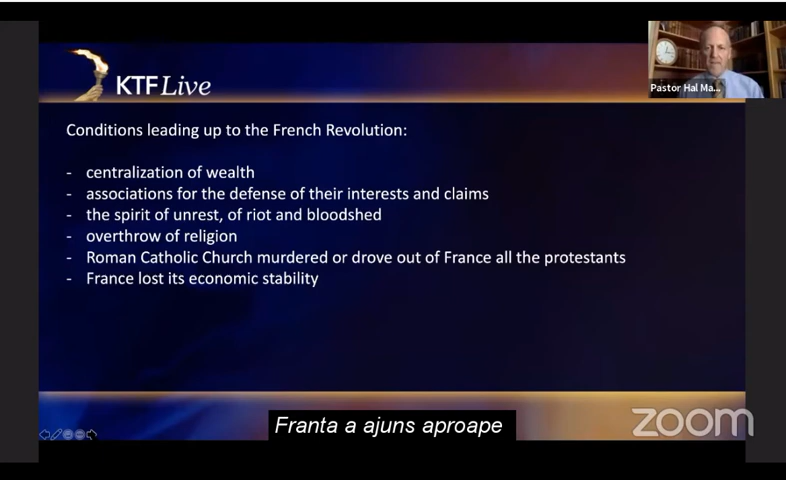 KTF Live
Pastor Hal Ma...
Conditions leading up to the French Revolution:
- centralization of wealth
- associations for the defense of their interests and claims
- the spirit of unrest, of riot and bloodshed
- overthrow of religion
- Roman Catholic Church murdered or drove out of France all the protestants
- France lost its economic stability
Franta a ajuns aproape
zoom